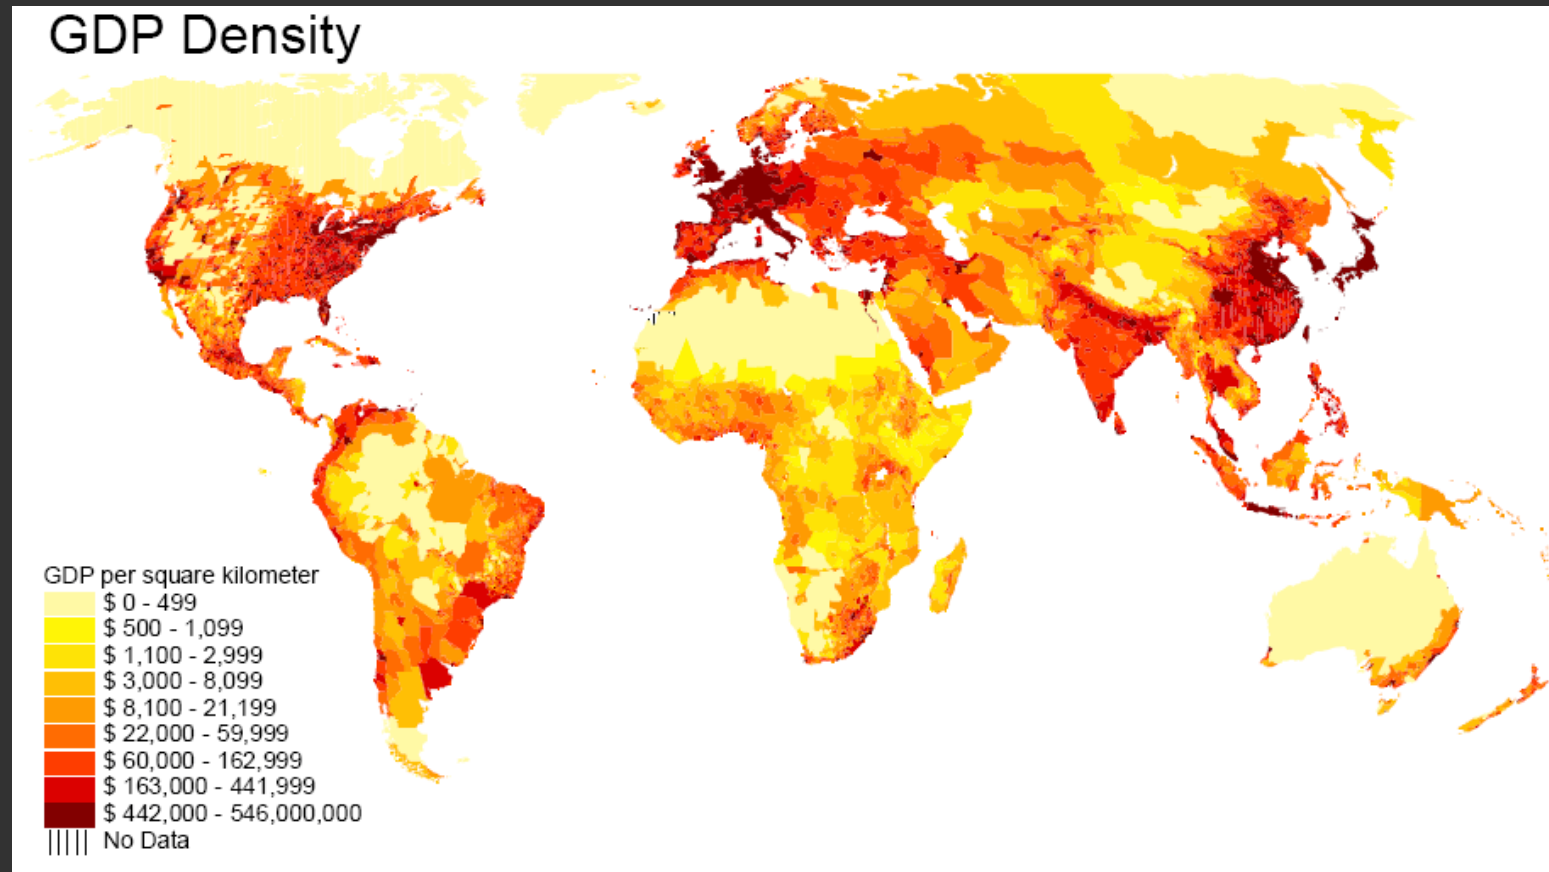 GDP Density
GDP per square kilometer
$ 0 - 499
$ 500 - 1,099
$ 1,100 - 2,999
$ 3,000 - 8,099
$ 8,100 - 21,199
$ 22,000 - 59,999
$ 60,000 - 162,999
$ 163,000 - 441,999
$ 442,000 - 546,000,000
No Data